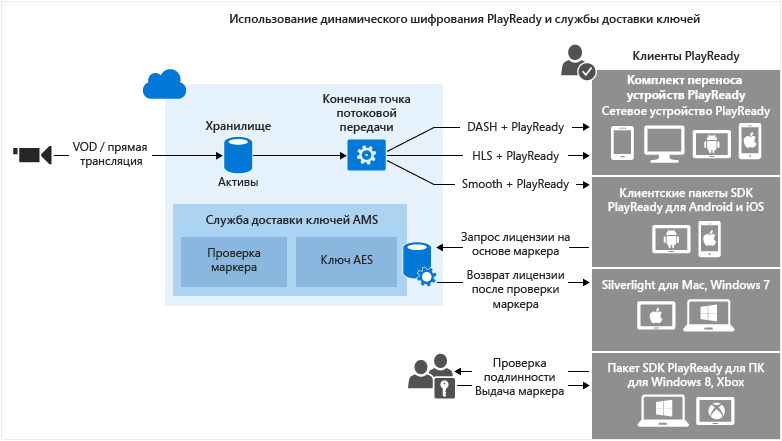 Использование динамического шифрования PlayReady и службы доставки ключей
Клиенты PlayReady
Комплект переноса
устройств PlayReady
Сетевое устройство PlayReady
Конечная точка
потоковой
передачи
Хранилище
Активы
VOD / прямая
трансляция
DASH + PlayReady
HLS + PlayReady
Smooth + PlayReady
Клиентские пакеты SDK
PlayReady для Android и iOS
Служба доставки ключей AMS
Проверка
маркера
Ключ AES
Запрос лицензии на
основе маркера
Возврат лицензии
после проверки
маркера
Silverlight для Mac, Windows 7
Проверка
подлинности
Выдача маркера
Пакет SDK PlayReady для ПК
для Windows 8, Xbox